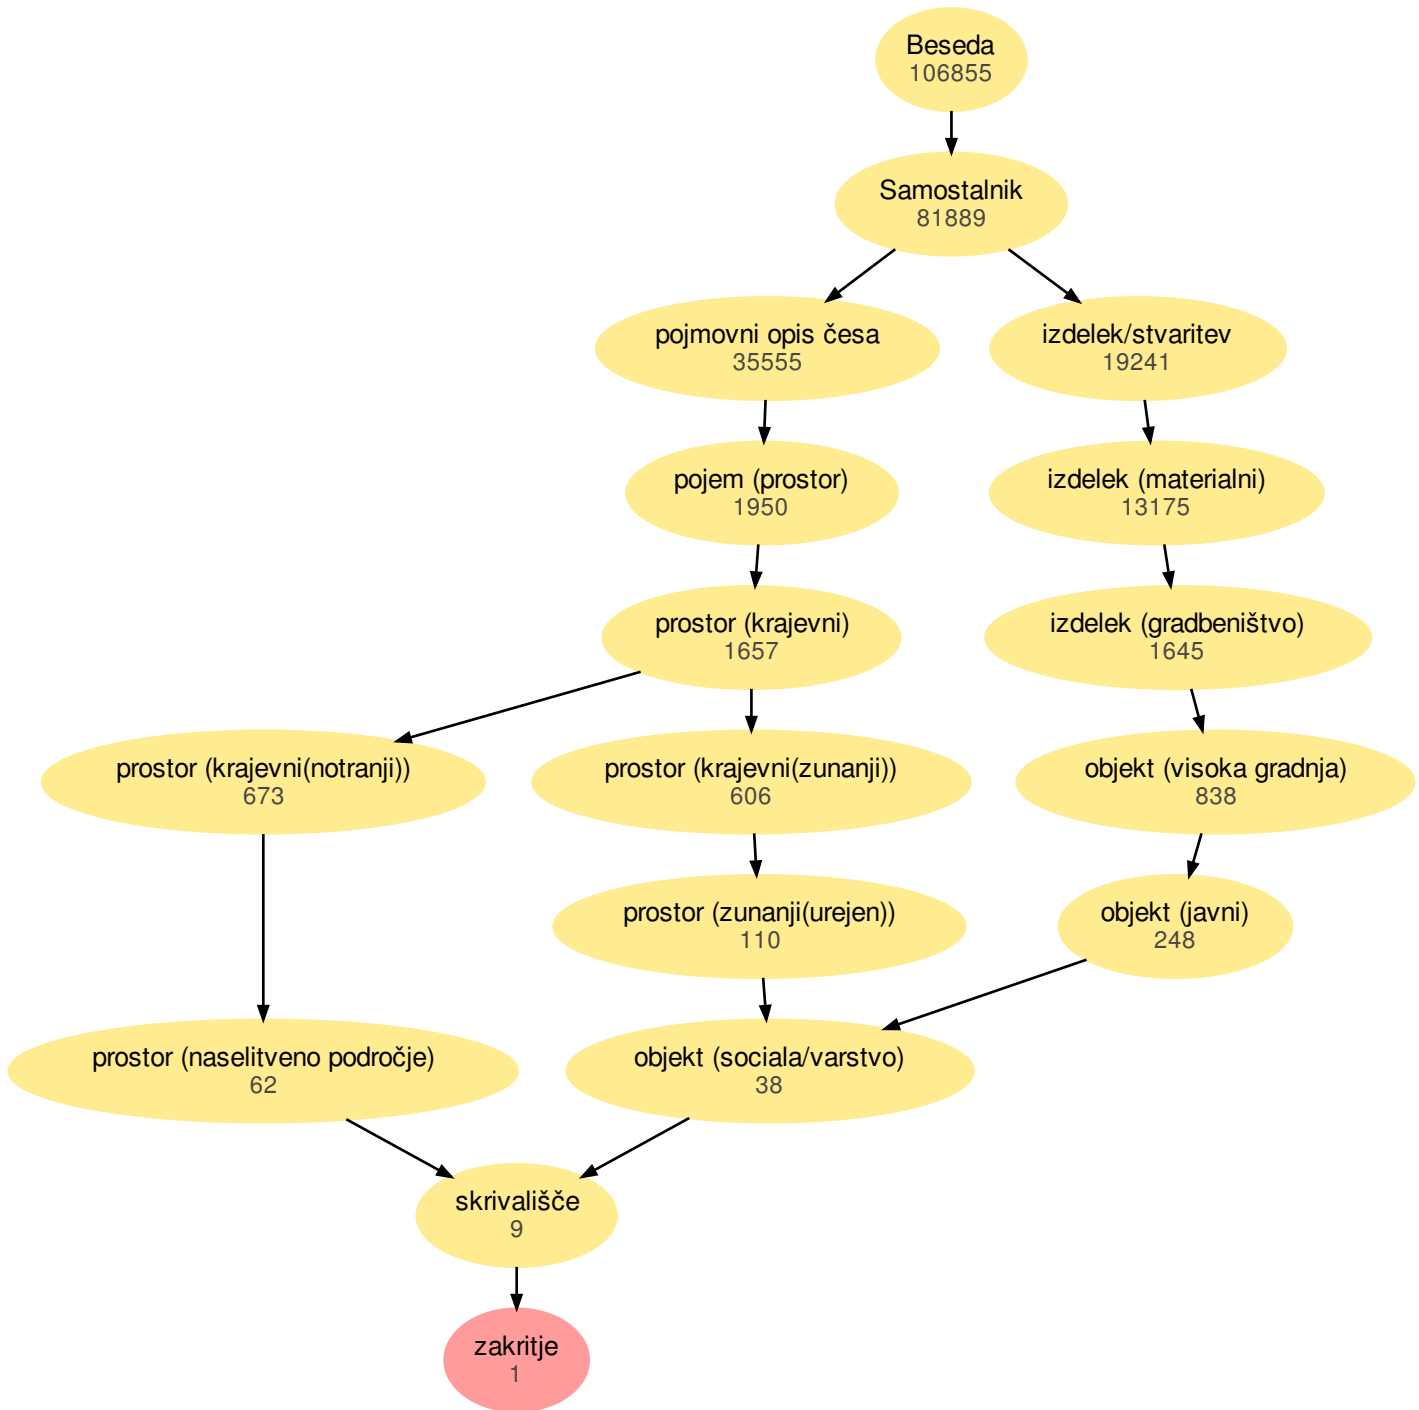 Beseda
106855
Samostalnik
81889
pojmovni opis česa
35555
izdelek/stvaritev
19241
pojem (prostor)
1950
izdelek (materialni)
13175
prostor (krajevni)
1657
izdelek (gradbeništvo)
1645
prostor (krajevni(notranji))
673
prostor (krajevni(zunanji))
606
objekt (visoka gradnja)
838
prostor (zunanji(urejen))
110
objekt (javni)
248
prostor (naselitveno področje)
62
objekt (sociala/varstvo)
38
skrivališče
9
zakritje
1